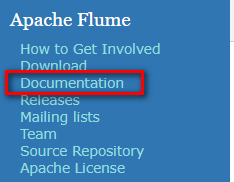 Apache Flume
How to Get Involved
Download
Documentation
Releases
Mailing lists
Team
Source Repository
Apache License